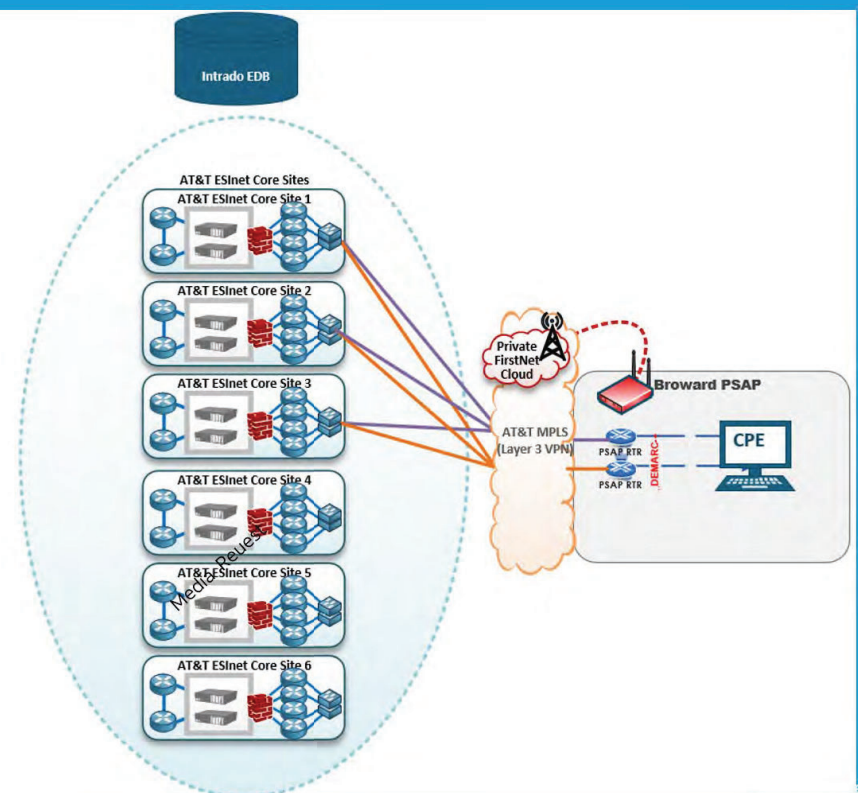 Intrado EDB
AT&T ESInet Core Sites
AT&T ESInet Core Site 1
AT&T ESInet Core Site 2
AT&T ESInet Core Site 3
AT&T ESInet Core Site 4
Media Reuest
AT&T ESInet Core Site 5
AT&T ESInet Core Site 6
Private
FirstNet
Cloud
AT&T MPLS
(Layer 3 VPN)
Broward PSAP
PSAP RTR
PSAP RTR
DEMARC
CPE